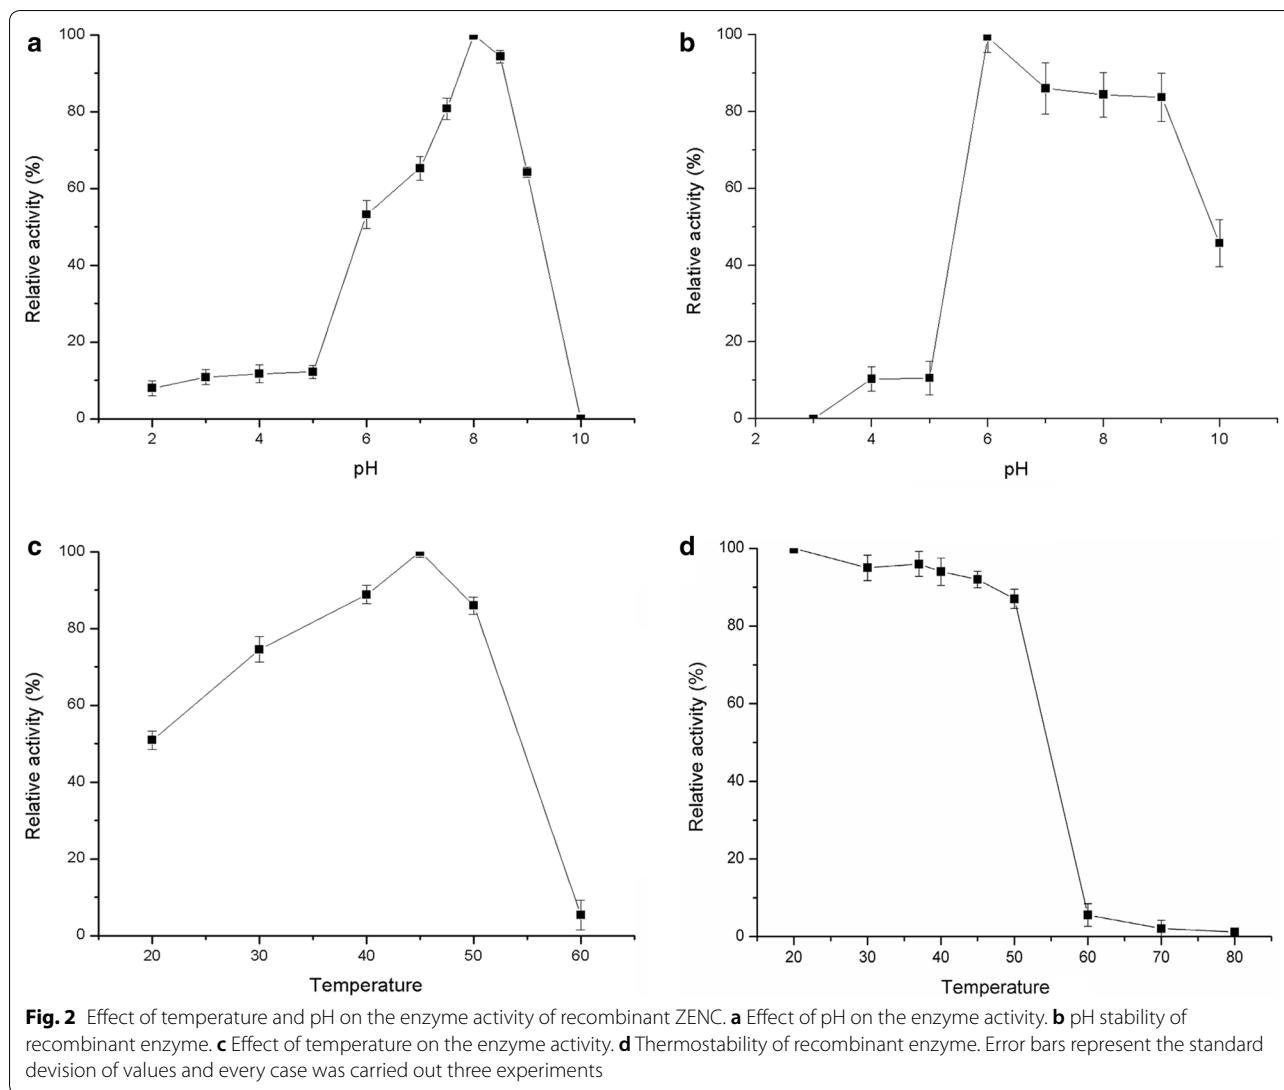 a
100
80
60
40
20
0
Relative activity (%)
2 4 6 8 10
pH
b
100
80
60
40
20
0
Relative activity (%)
2 4 6 8 10
pH
c
100
80
60
40
20
0
Relative activity (%)
20 30 40 50 60
Temperature
d
100
80
60
40
20
0
Relative activity (%)
20 30 40 50 60 70 80
Temperature
Fig. 2 Effect of temperature and pH on the enzyme activity of recombinant ZENC. a Effect of pH on the enzyme activity. b pH stability of
recombinant enzyme. c Effect of temperature on the enzyme activity. d Thermostability of recombinant enzyme. Error bars represent the standard
devision of values and every case was carried out three experiments